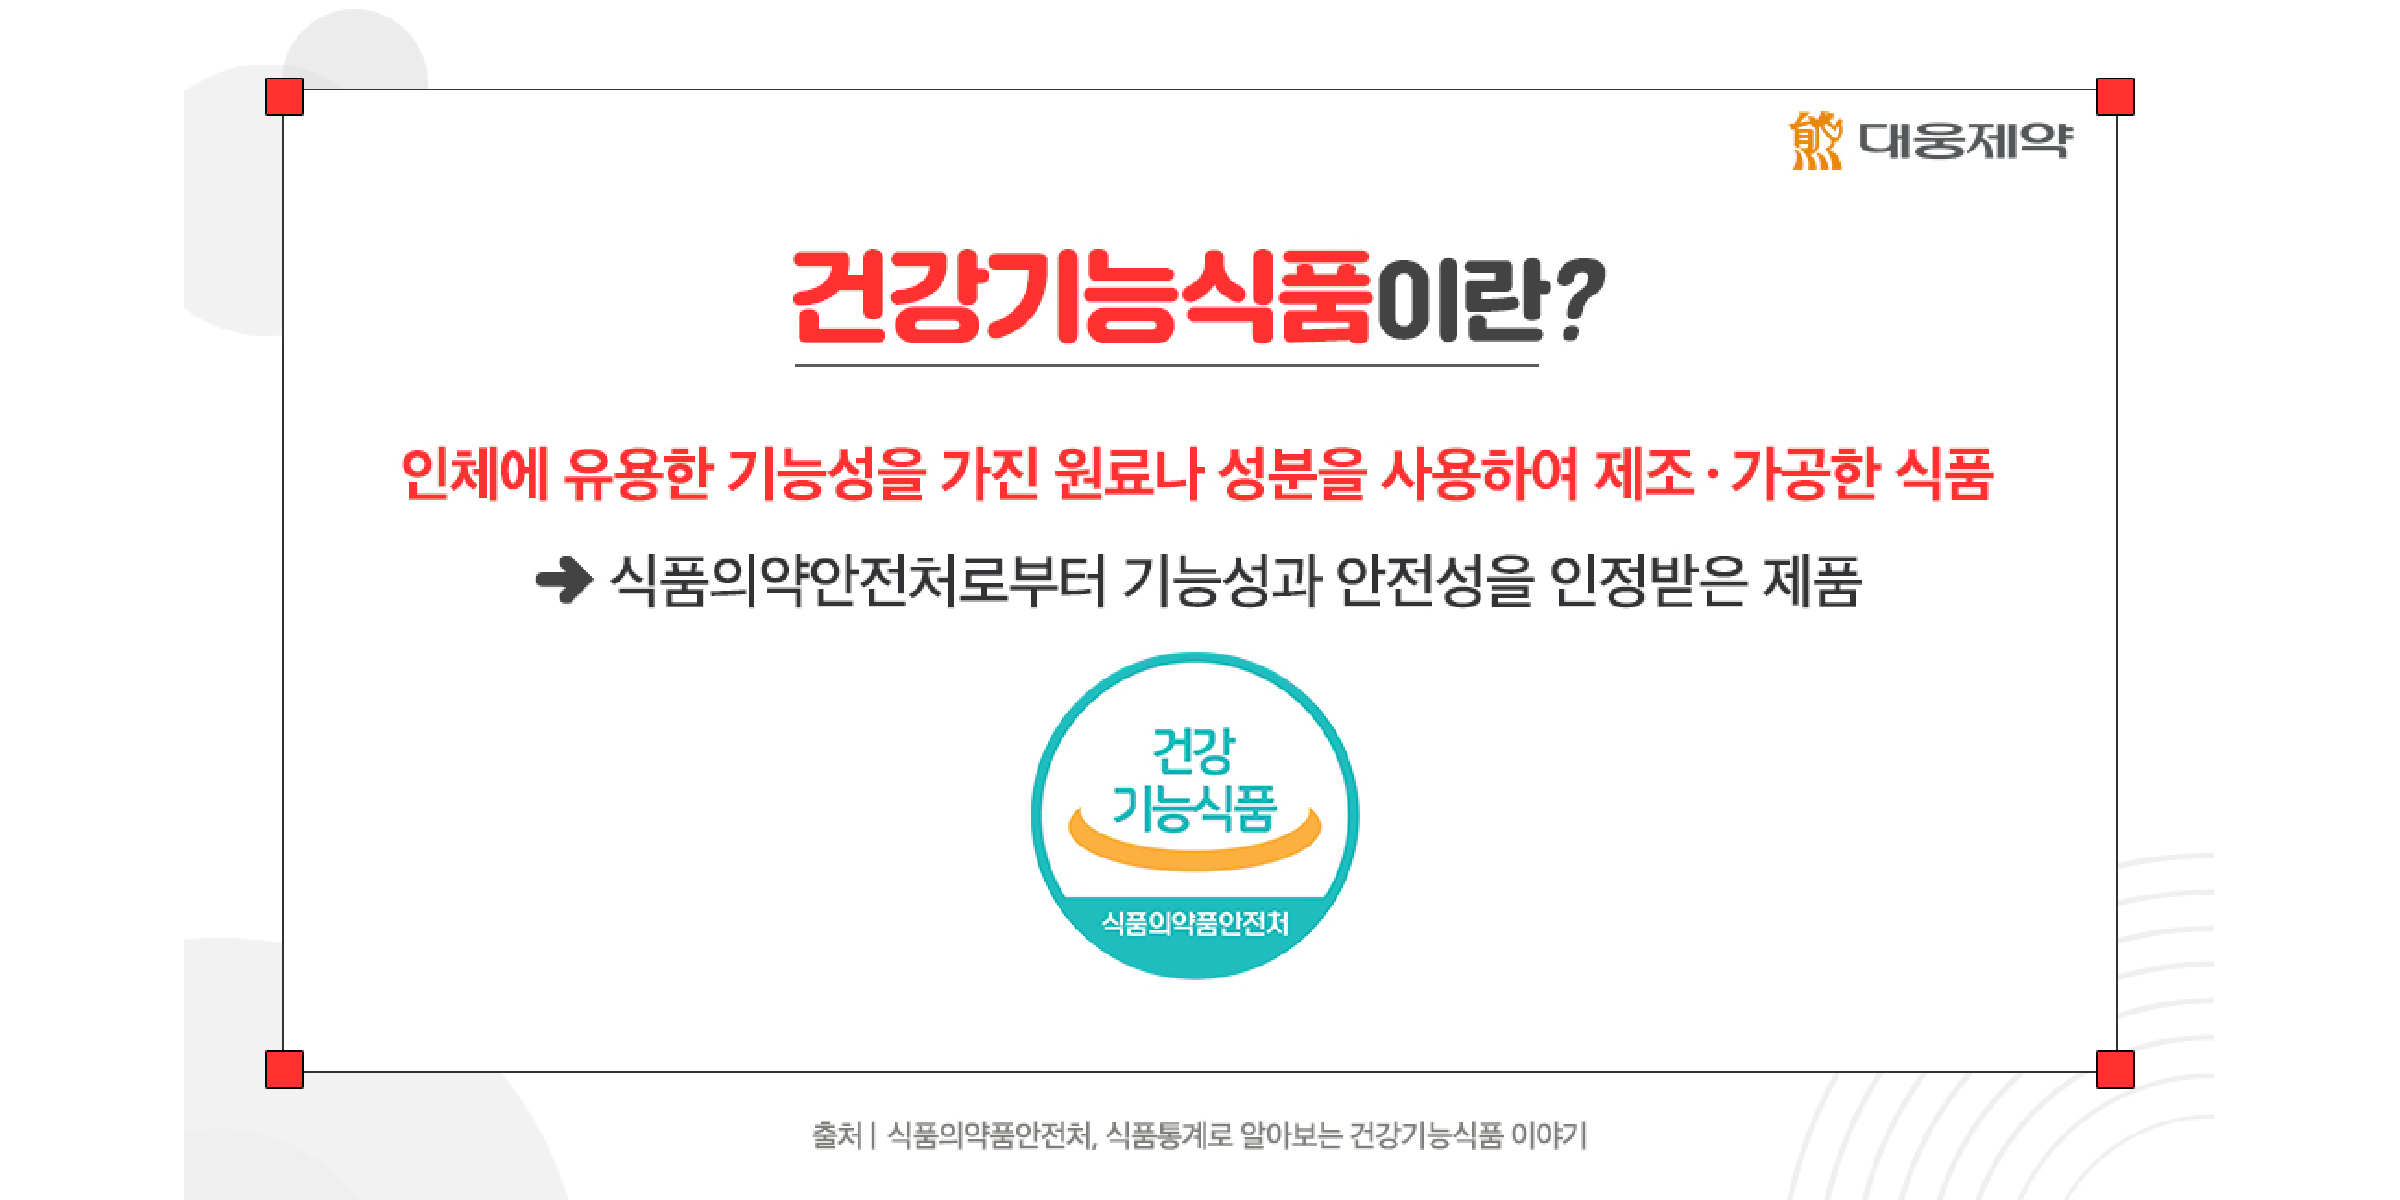 대웅제약
건강기능식품이란?
인체에 유용한 기능성을 가진 원료나 성분을 사용하여 제조·가공한 식품
➔ 식품의약안전처로부터 기능성과 안전성을 인정받은 제품
건강
기능식품
식품의약품안전처
출처 | 식품의약품안전처, 식품통계로 알아보는 건강기능식품 이야기